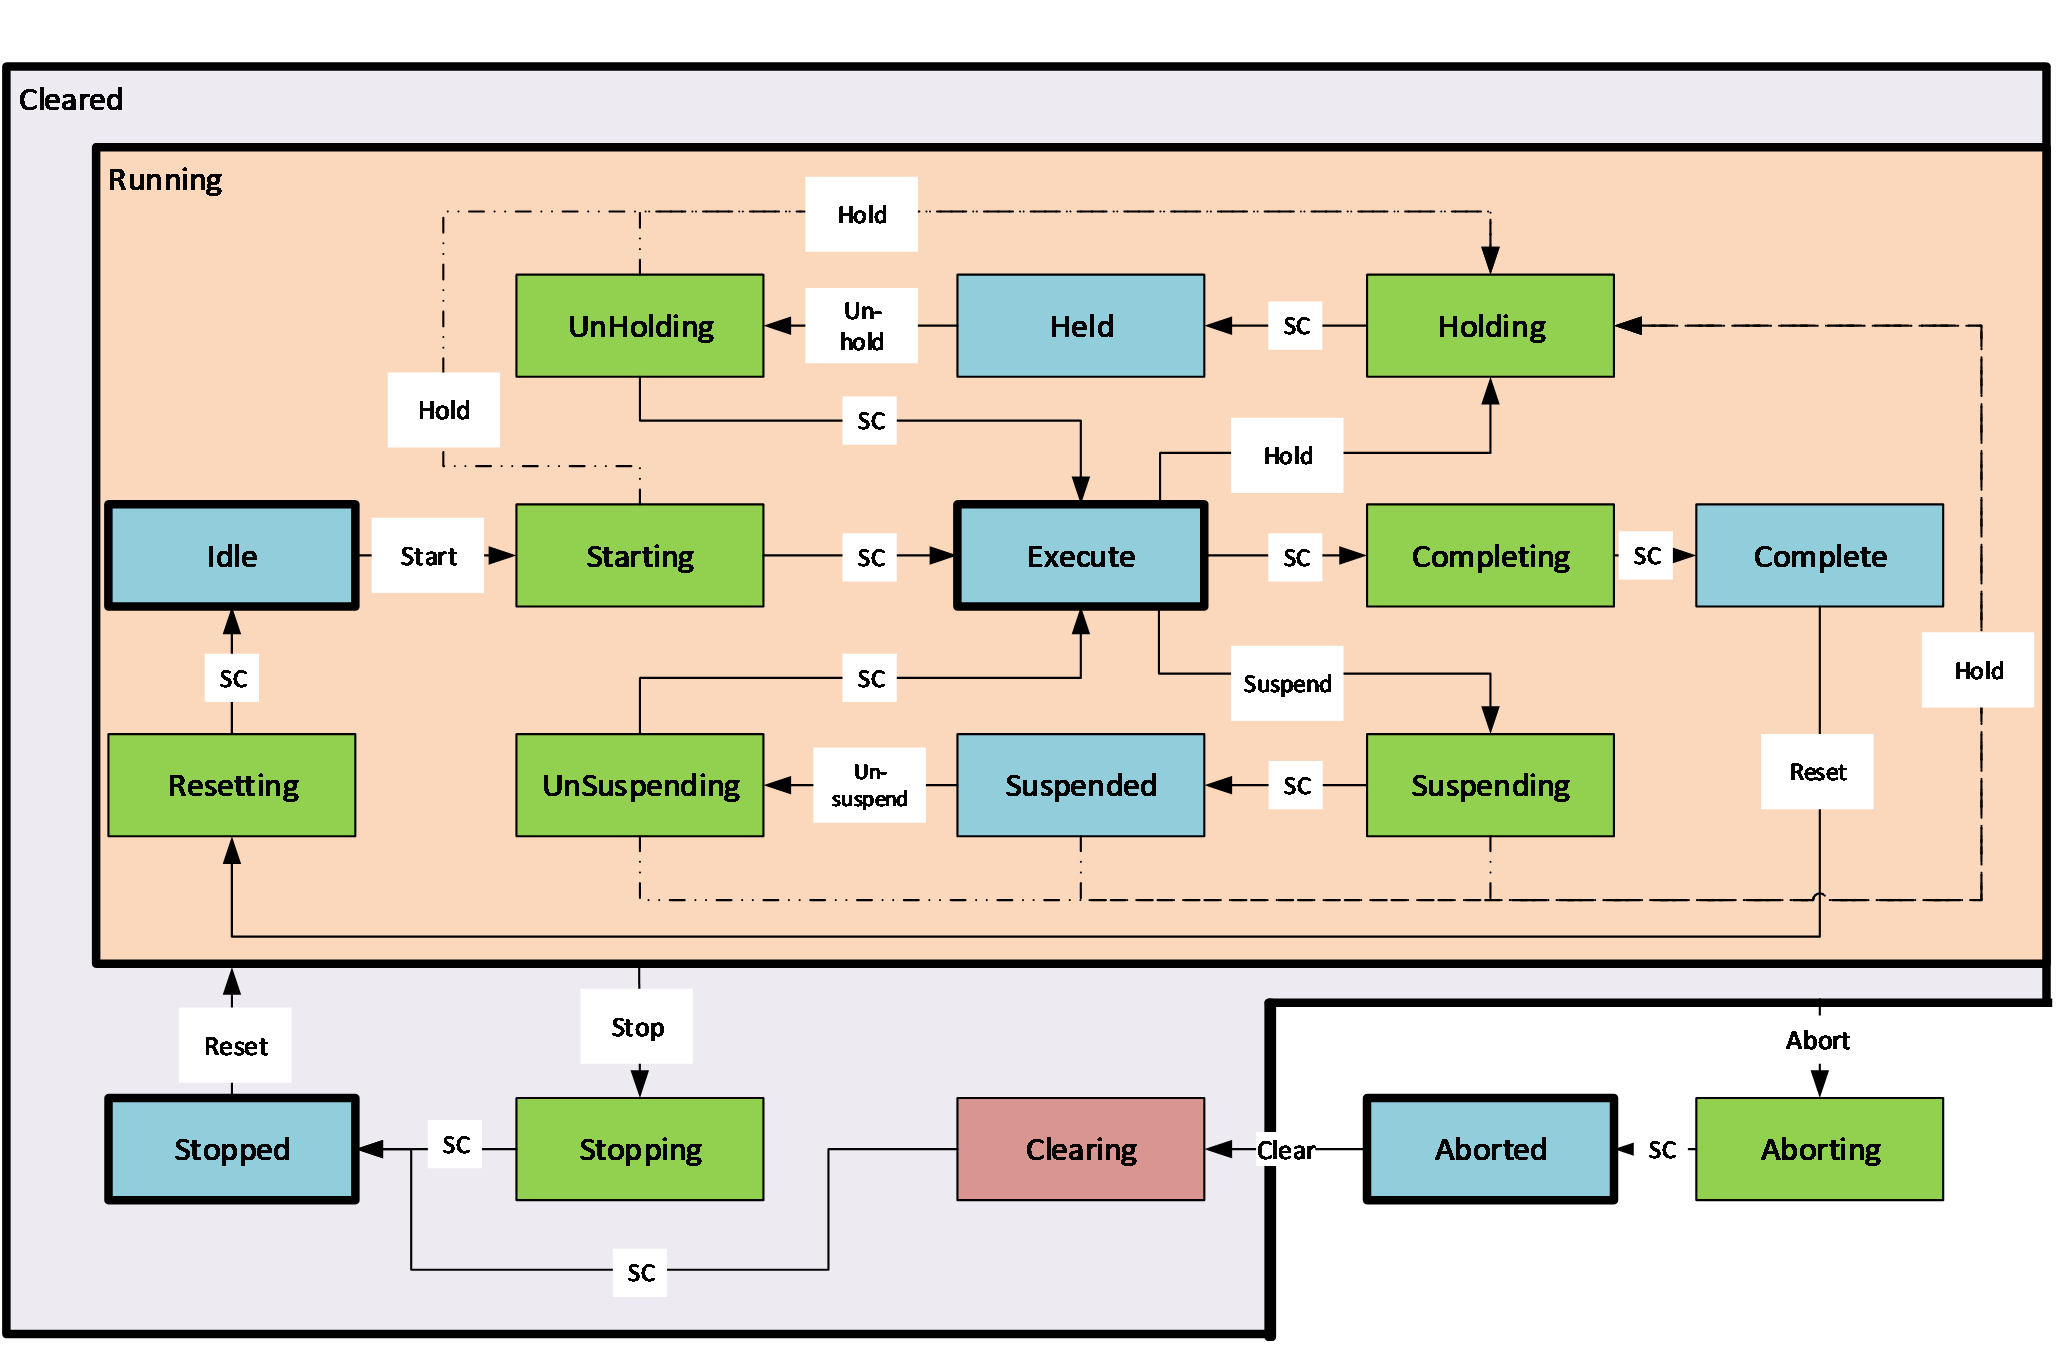 Cleared
Running
Hold
UnHolding
Un-
hold
Held
SC
Holding
Hold
SC
Hold
Idle
Start
Starting
SC
Execute
SC
Completing
SC
Complete
SC
SC
Suspend
Hold
Resetting
UnSuspending
Un-
suspend
Suspended
SC
Suspending
Reset
Reset
Stop
Abort
Stopped
SC
Stopping
Clearing
Clear
Aborted
SC
Aborting
SC